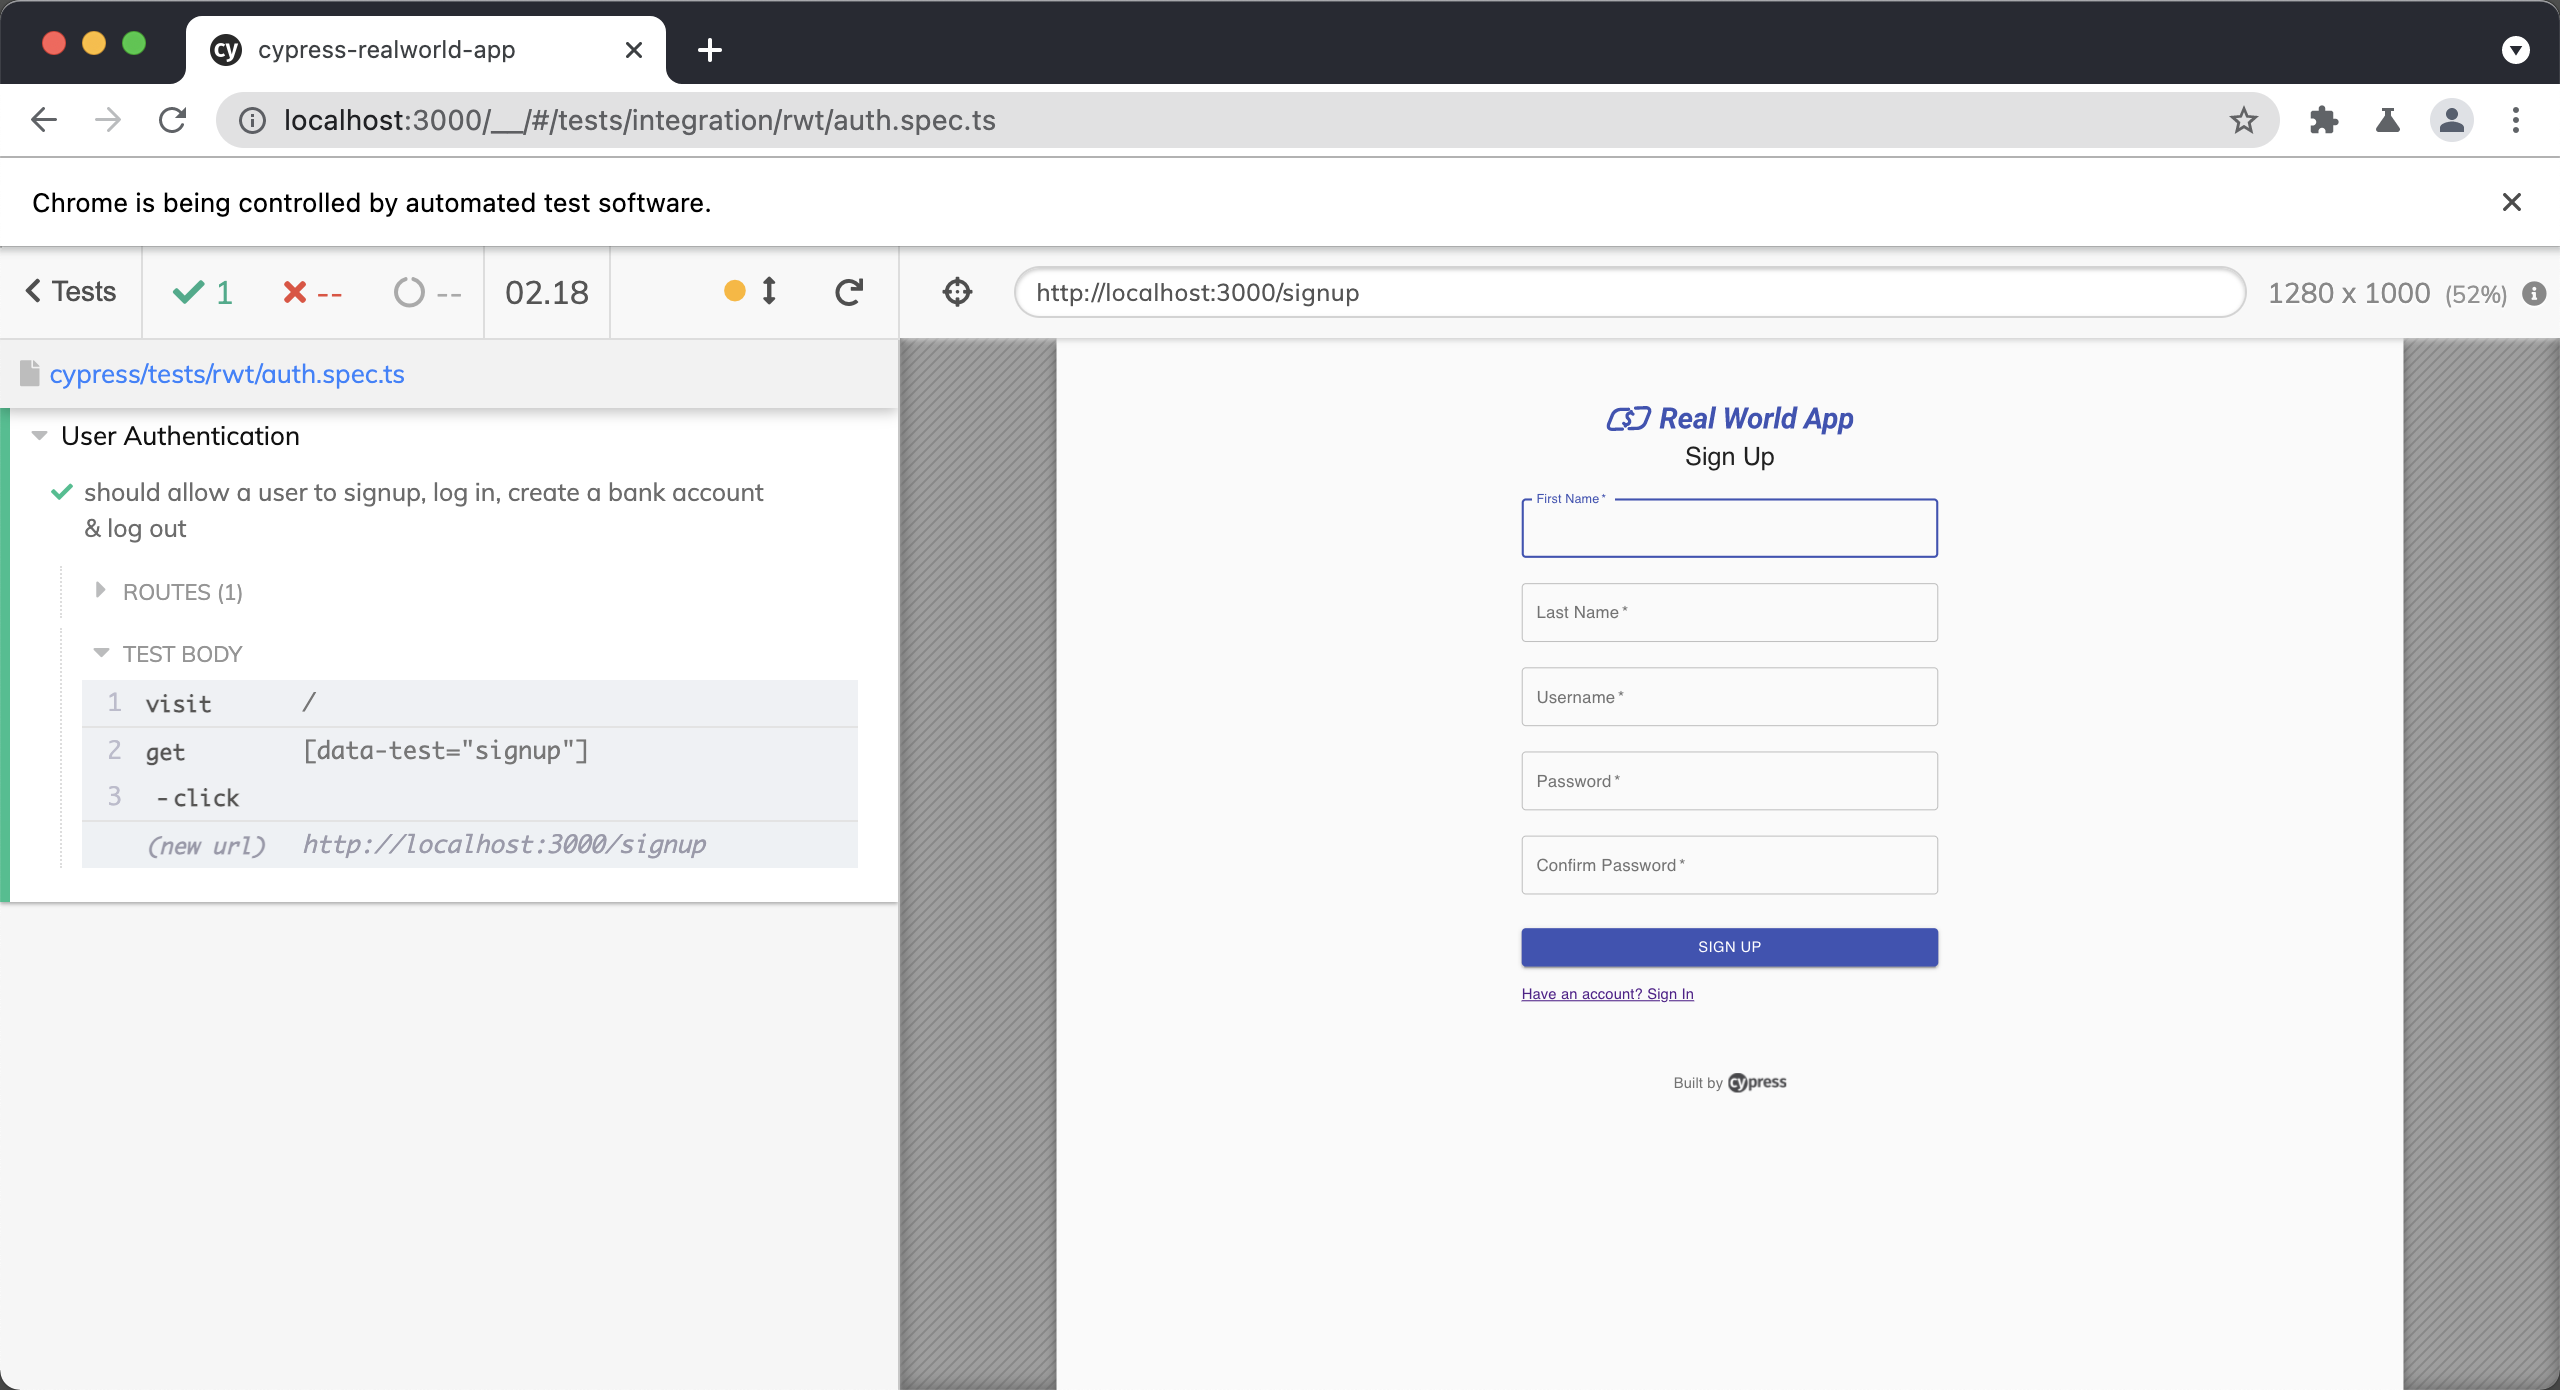 cypress-realworld-app
localhost:3000/__/#/tests/integration/rwt/auth.spec.ts
Chrome is being controlled by automated test software.
Tests 1 -- -- 02.18
http://localhost:3000/signup 1280 x 1000 (52%)
cypress/tests/rwt/auth.spec.ts
User Authentication
should allow a user to signup, log in, create a bank account
& log out
ROUTES (1)
TEST BODY
1 visit /
2 get [data-test="signup"]
3 -click
(new url) http://localhost:3000/signup
Real World App
Sign Up
First Name *
Last Name *
Username *
Password *
Confirm Password *
SIGN UP
Have an account? Sign In
Built by cypress